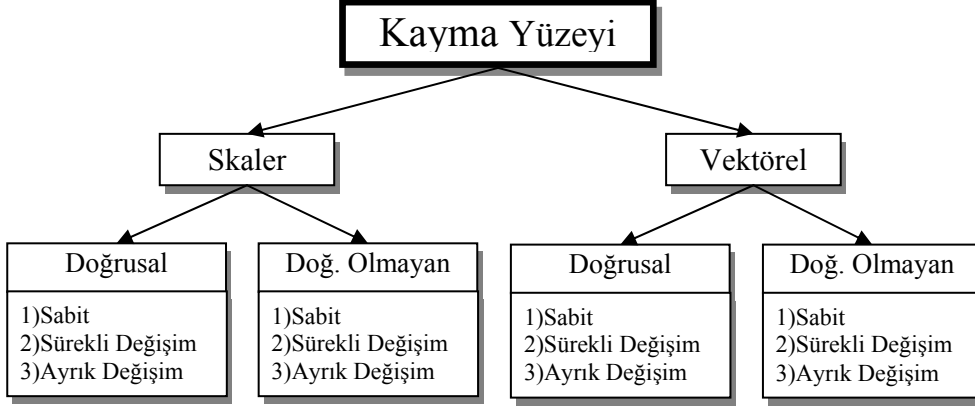 Kayma Yüzeyi
Skaler
Vektörel
Doğrusal
1)Sabit
2)Sürekli Değişim
3)Ayrık Değişim
Doğ. Olmayan
1)Sabit
2)Sürekli Değişim
3)Ayrık Değişim
Doğrusal
1)Sabit
2)Sürekli Değişim
3)Ayrık Değişim
Doğ. Olmayan
1)Sabit
2)Sürekli Değişim
3)Ayrık Değişim